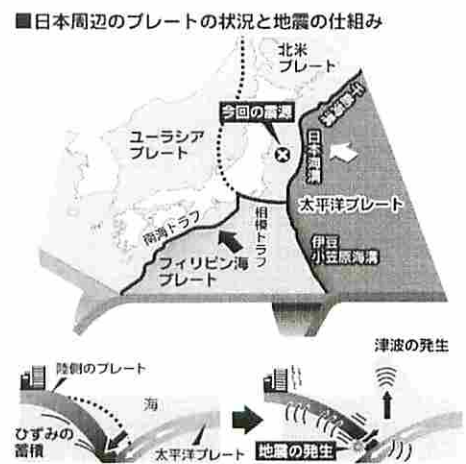 ■日本周辺のプレートの状況と地震の仕組み
北米
プレート
今回の震源
千島海溝
ユーラシア
プレート
日本海溝
太平洋プレート
南海トラフ
相模トラフ
伊豆
小笠原海溝
フィリピン海
プレート
津波の発生
陸側のプレート
海
ひずみの
蓄積
太平洋プレート
地震の発生